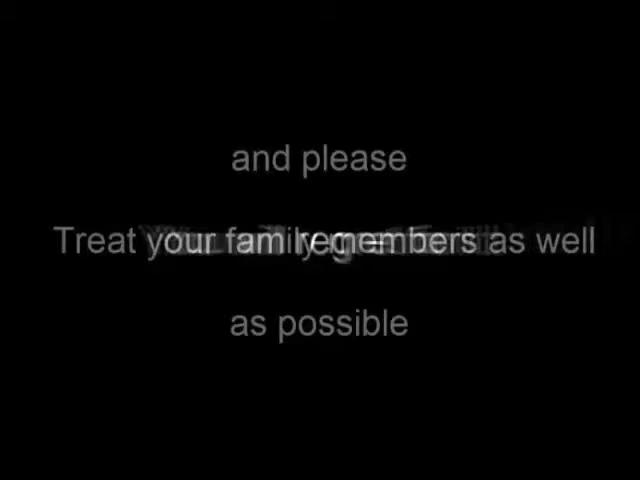 and please
Treat your family members as well
as possible